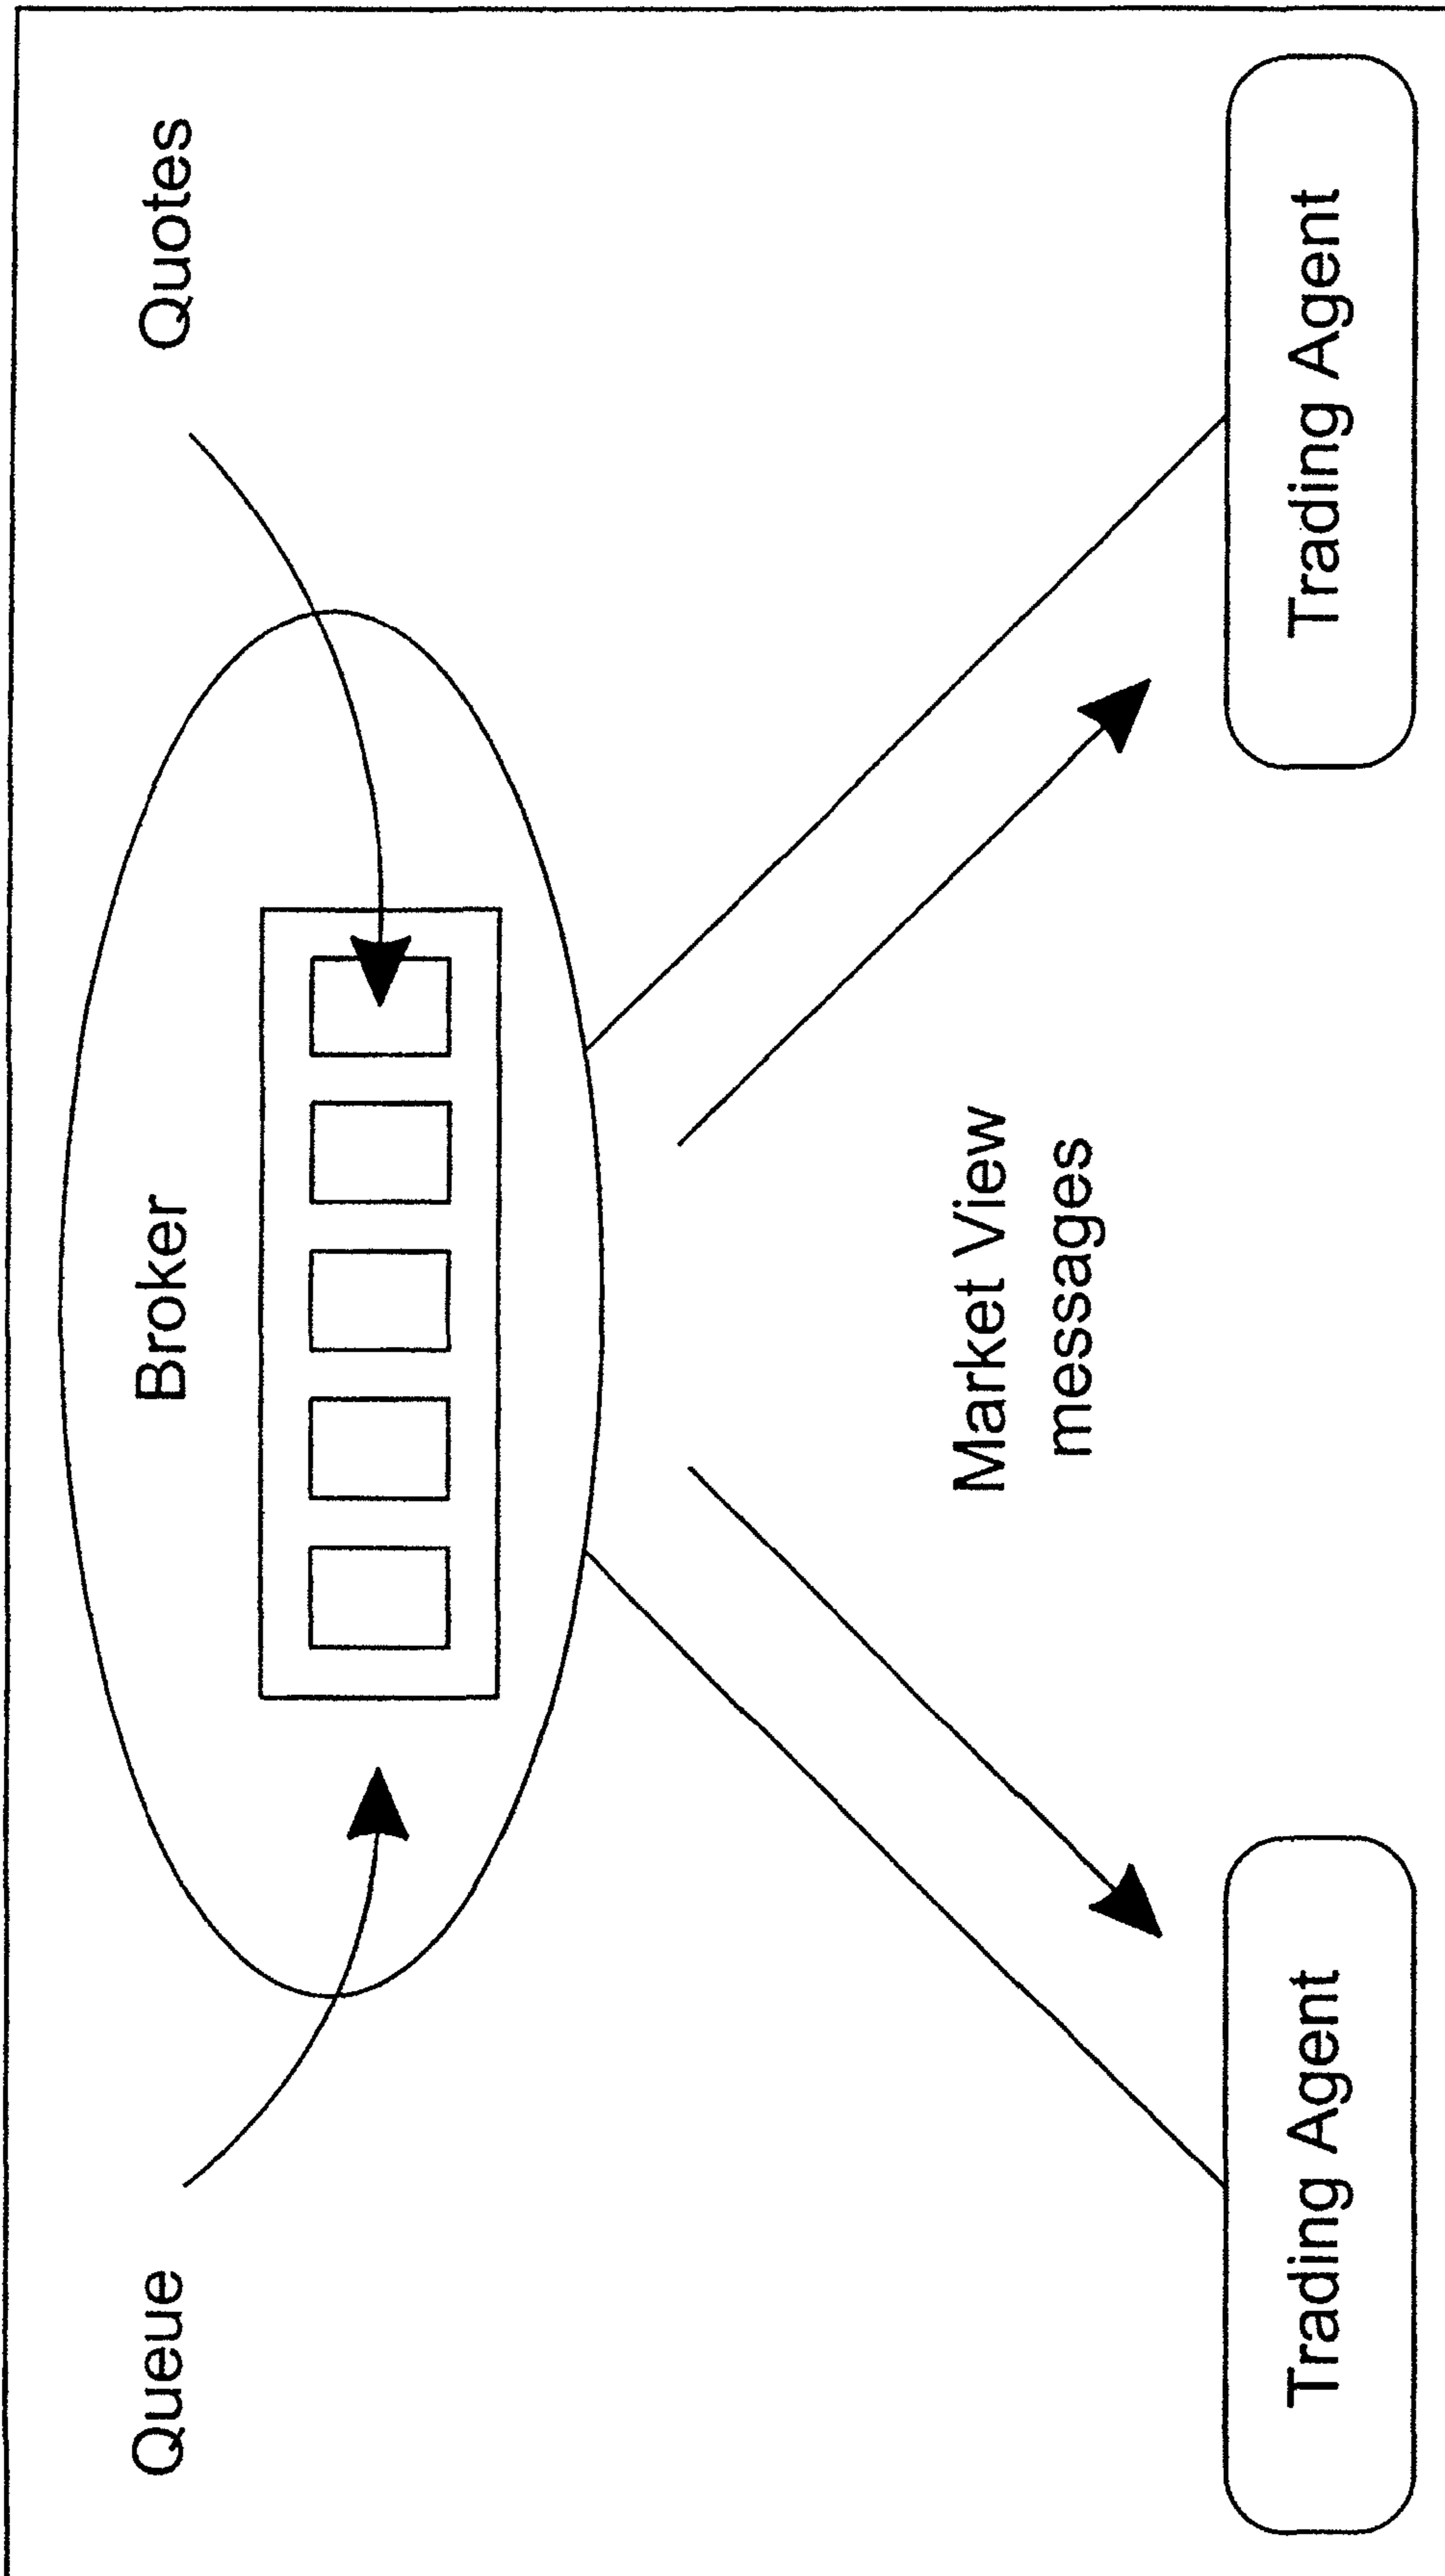 Queue
Broker
Quotes
Market View
messages
Trading Agent
Trading Agent